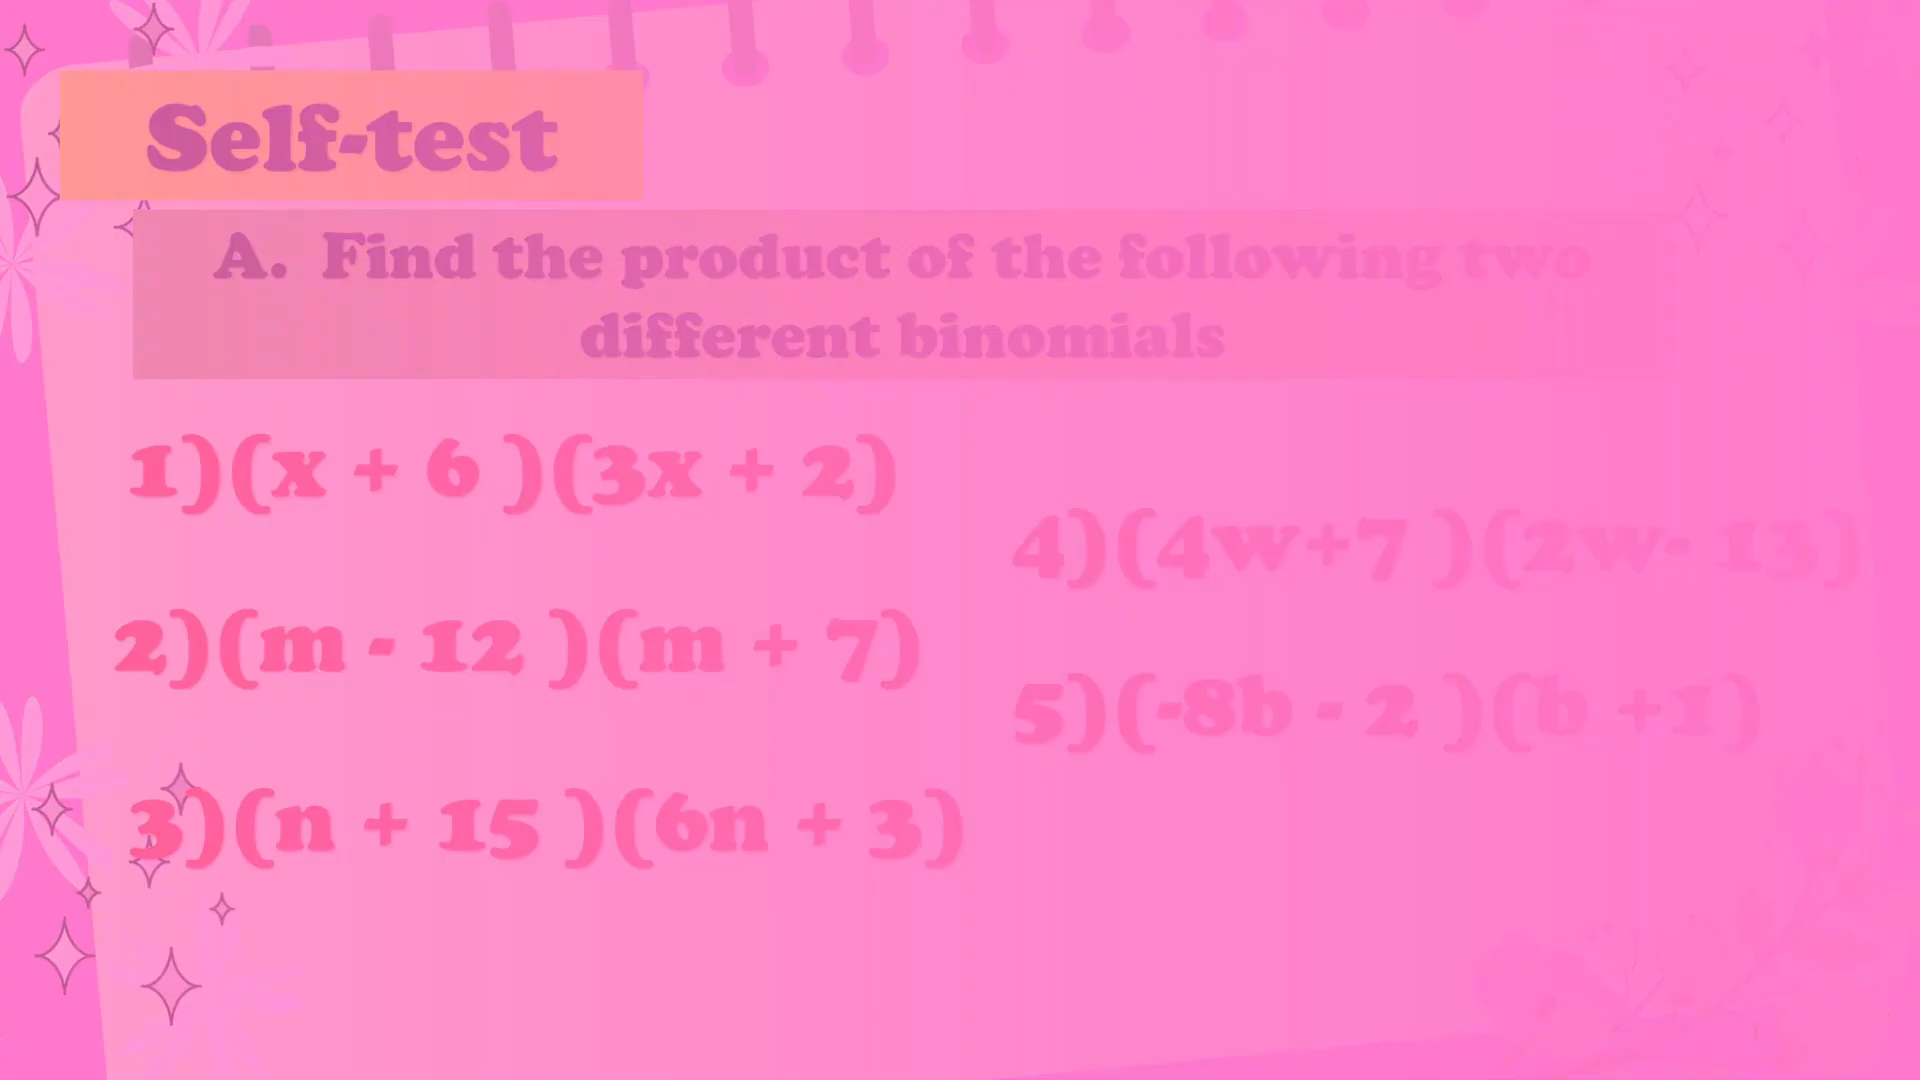 Self-test
A. Find the product of the following two
different binomials
1)(x + 6 )(3x + 2)
2)(m - 12 )(m + 7)
3)(n + 15 )(6n + 3)
4)(4w+7 )(2w- 13)
5)(-8b - 2 )(b +1)